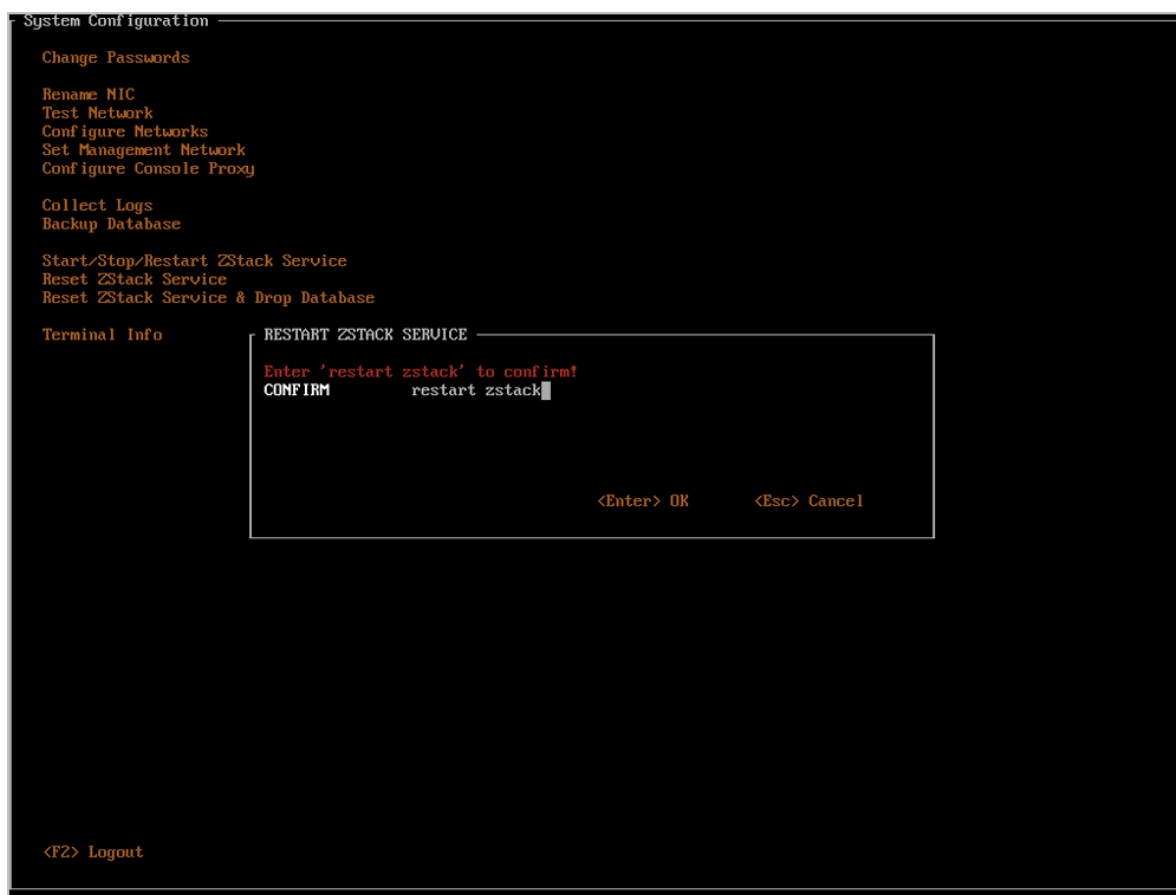 System Configuration
Change Passwords
Rename NIC
Test Network
Configure Networks
Set Management Network
Configure Console Proxy
Collect Logs
Backup Database
Start/Stop/Restart ZStack Service
Reset ZStack Service
Reset ZStack Service & Drop Database
Terminal Info
RESTART ZSTACK SERVICE
Enter 'restart zstack' to confirm!
CONFIRM restart zstack
<Enter> OK <Esc> Cancel
<F2> Logout